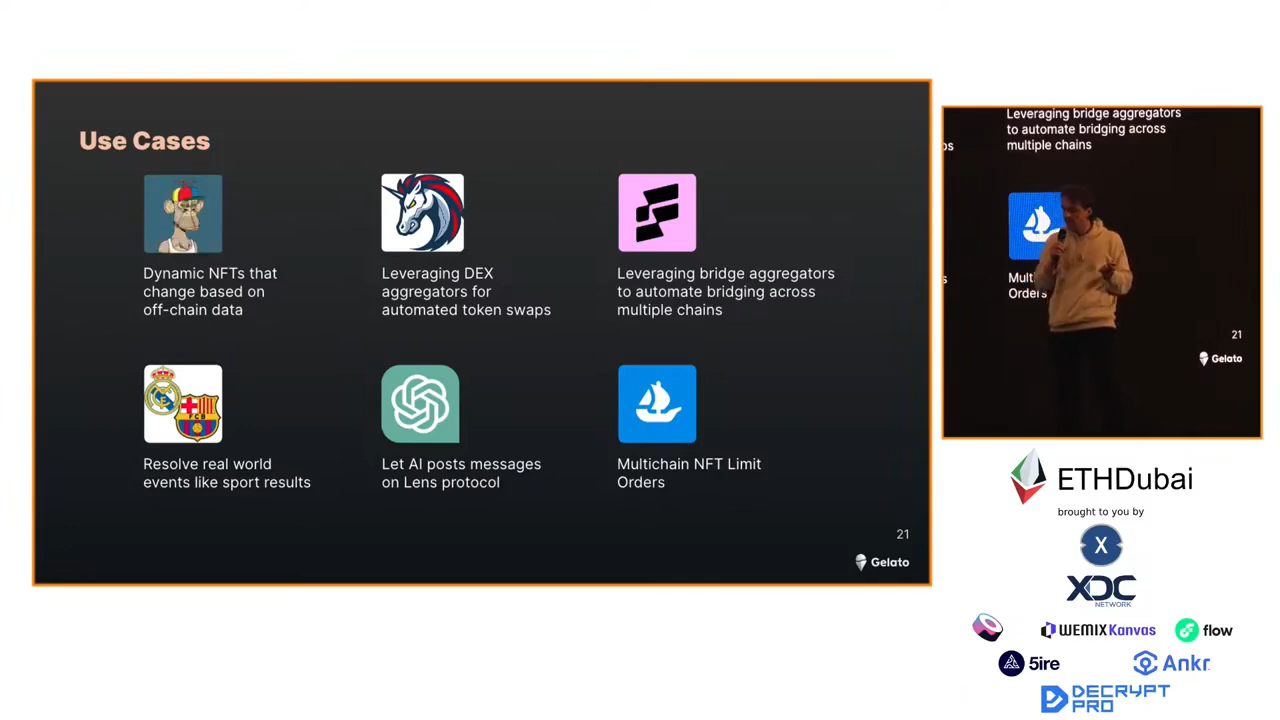 Use Cases
Dynamic NFTs that
change based on
off-chain data
Leveraging DEX
aggregators for
automated token swaps
Leveraging bridge aggregators
to automate bridging across
multiple chains
FCB
Resolve real world
events like sport results
Let AI posts messages
on Lens protocol
Multichain NFT Limit
Orders
21
Gelato
Leveraging bridge aggregators
to automate bridging across
multiple chains
Orders
21
Gelato
ETHDubai
brought to you by
X
XDC
NETWORK
WEMIX Kanvas
flow
5ire
Ankr
DECRYPT
PRO